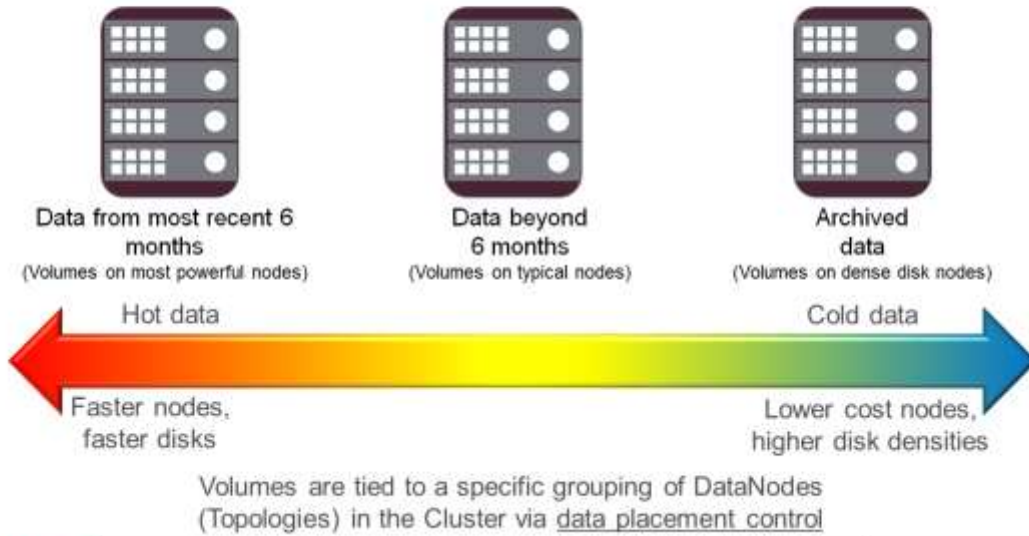 Data from most recent 6
months
(Volumes on most powerful nodes)
Data beyond
6 months
(Volumes on typical nodes)
Archived
data
(Volumes on dense disk nodes)
Hot data
Cold data
Faster nodes,
faster disks
Lower cost nodes,
higher disk densities
Volumes are tied to a specific grouping of DataNodes
(Topologies) in the Cluster via data placement control